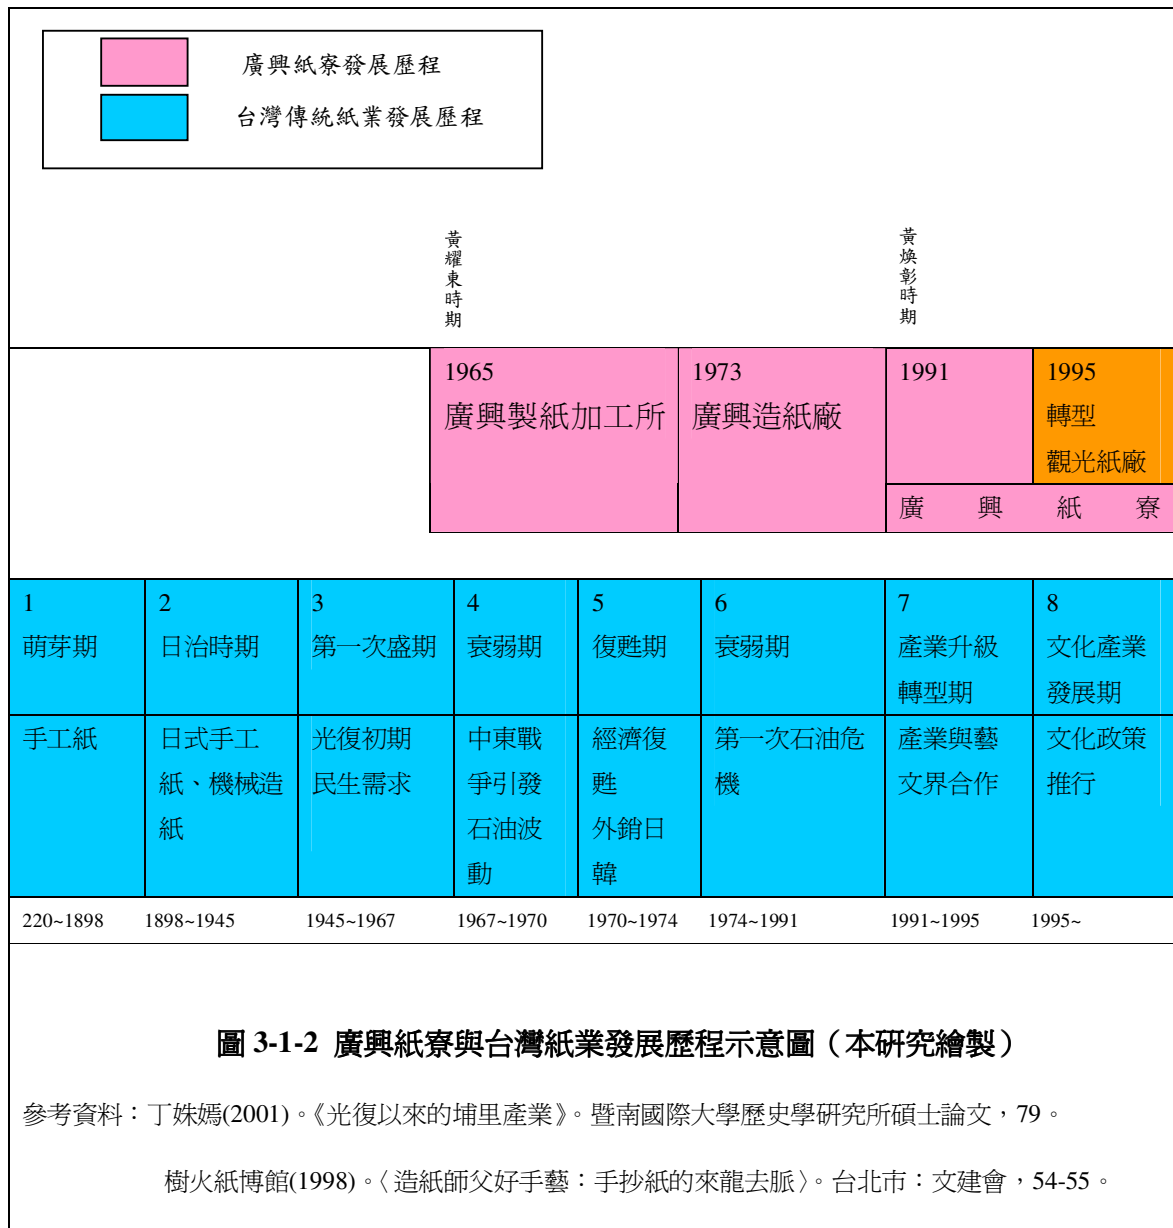 廣興紙寮發展歷程
台灣傳統紙業發展歷程
黃耀東時期
黃煥彰時期
1965
廣興製紙加工所
1973
廣興造紙廠
1991
1995
轉型
觀光紙廠
廣 興 紙 寮
1
萌芽期
2
日治時期
3
第一次盛期
4
衰弱期
5
復甦期
6
衰弱期
7
產業升級
轉型期
8
文化產業
發展期
手工紙
日式手工
紙、機械造
紙
光復初期
民生需求
中東戰
爭引發
石油波
動
經濟復
甦
外銷日
韓
第一次石油危
機
產業與藝
文界合作
文化政策
推行
220~1898
1898~1945
1945~1967
1967~1970
1970~1974
1974~1991
1991~1995
1995~
圖 3-1-2 廣興紙寮與台灣紙業發展歷程示意圖（本研究繪製）
參考資料：丁姝嫣(2001)。《光復以來的埔里產業》。暨南國際大學歷史學研究所碩士論文，79。
樹火紙博館(1998)。〈造紙師父好手藝：手抄紙的來龍去脈〉。台北市：文建會，54-55。